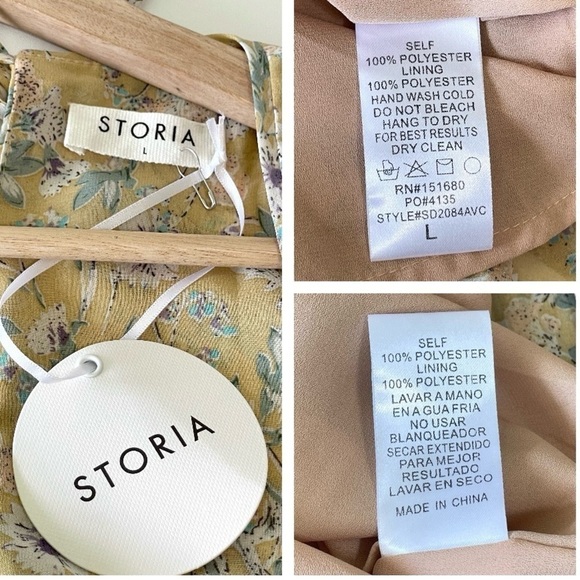 STORIA
L
STORIA
SELF
100% POLYESTER
LINING
100% POLYESTER
HAND WASH COLD
DO NOT BLEACH
HANG TO DRY
FOR BEST RESULTS
DRY CLEAN
RN#151680
PO#4135
STYLE#SD2084AVC
L
SELF
100% POLYESTER
LINING
100% POLYESTER
LAVAR A MANO
EN A GUA FRIA
NO USAR
BLANQUEADOR
SECAR EXTENDIDO
PARA MEJOR
RESULTADO
LAVAR EN SECO
MADE IN CHINA